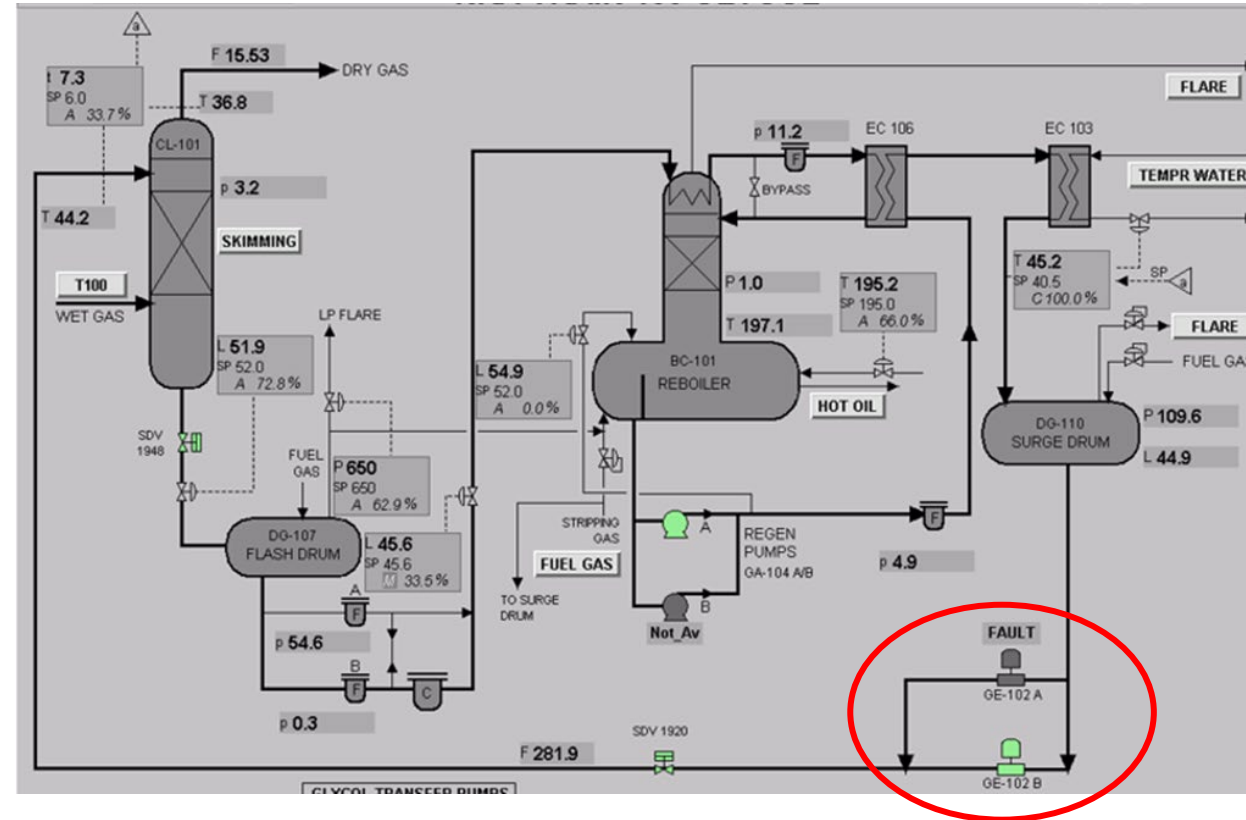 F 15.53
DRY GAS
t 7.3
SP 6.0
A 33.7%
a
T 36.8
CL-101
p 3.2
T 44.2
SKIMMING
T100
WET GAS
L 51.9
SP 52.0
A 72.8%
SDV
1948
LP FLARE
FUEL
GAS
P 650
SP 650
A 62.9%
DG-107
FLASH DRUM
L 45.6
SP 45.6
M 33.5%
A
F
p 54.6
B
F
C
p 0.3
p 11.2
F
EC 106
EC 103
FLARE
BYPASS
TEMPR WATER
P 1.0
T 197.1
T 195.2
SP 195.0
A 66.0%
T 45.2
SP 40.5
C 100.0%
SP
a
FLARE
FUEL GA
L 54.9
SP 52.0
A 0.0%
BC-101
REBOILER
HOT OIL
DG-110
SURGE DRUM
P 109.6
L 44.9
STRIPPING
GAS
FUEL GAS
TO SURGE
DRUM
A
REGEN
PUMPS
GA-104 A/B
B
Not_Av
F
p 4.9
FAULT
GE-102 A
GE-102 B
SDV 1920
F 281.9
GLYCOL TRANSFER PUMPS